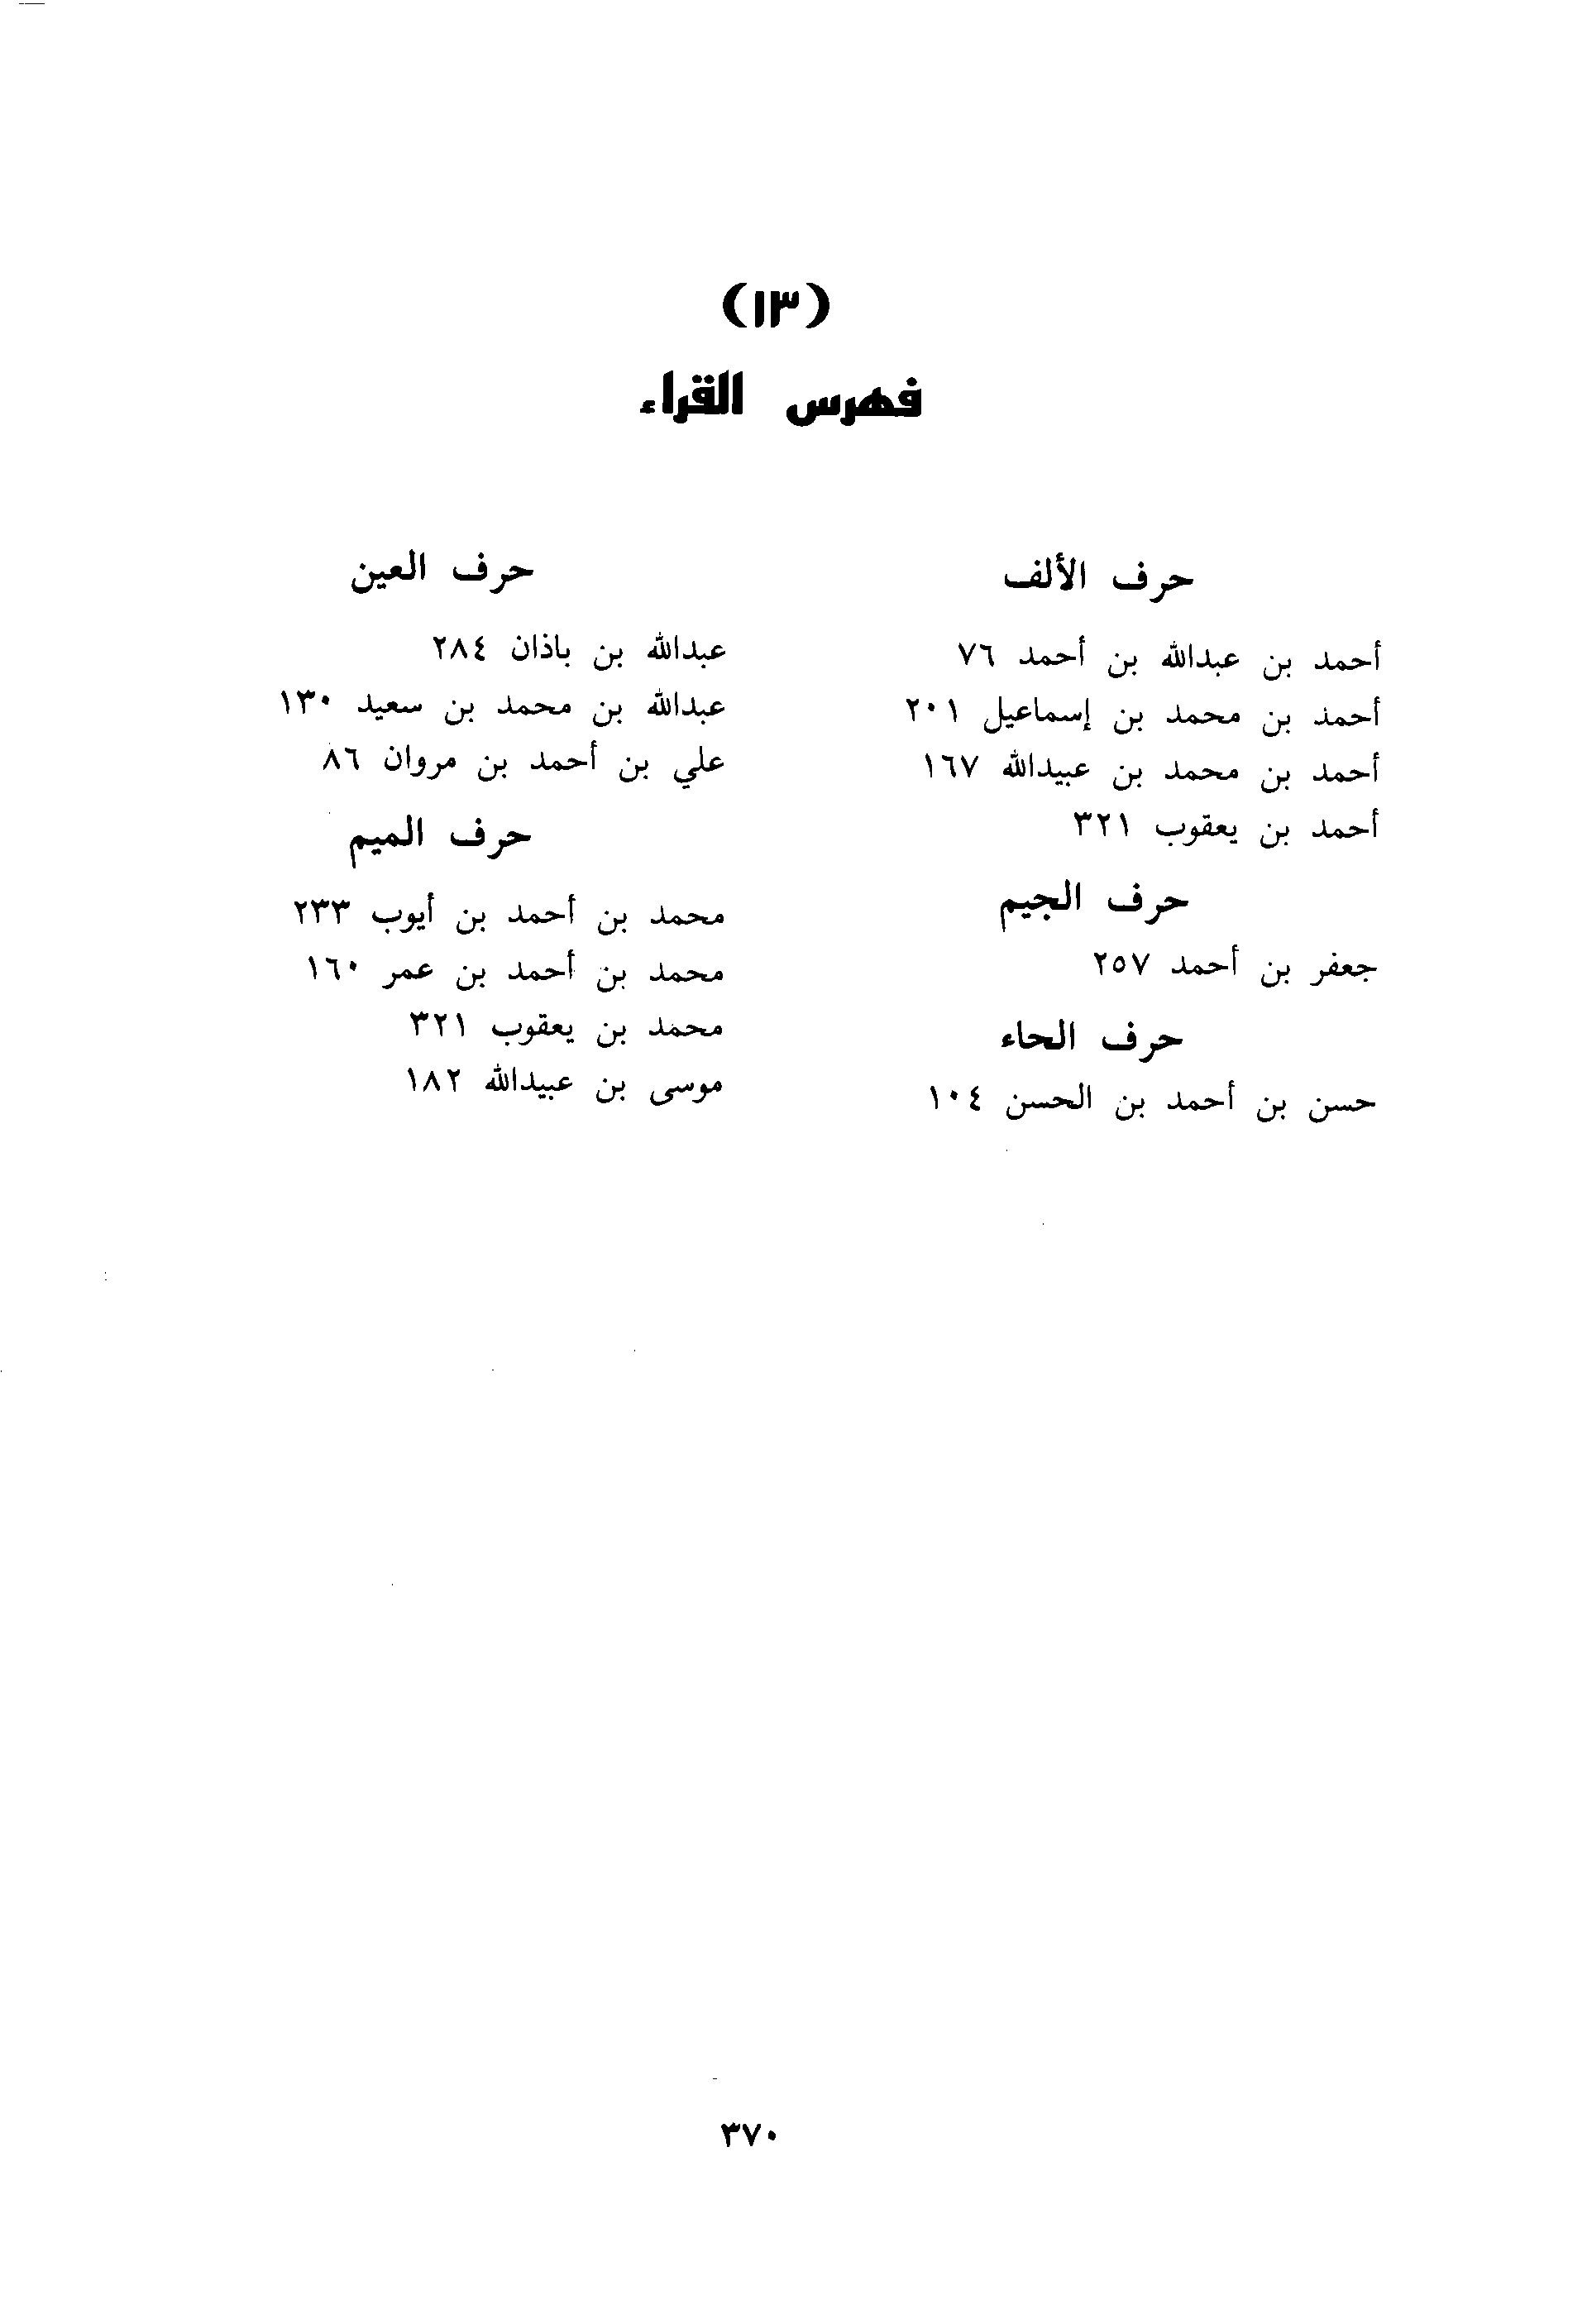 (١٣)
فهرس القراء
حرف الألف
أحمد بن عبدالله بن أحمد ٧٦
أحمد بن محمد بن إسماعيل ٢٠١
أحمد بن محمد بن عبيدالله ١٦٧
أحمد بن يعقوب ٣٢١
حرف الجيم
جعفر بن أحمد ٢٥٧
حرف الحاء
حسن بن أحمد بن الحسن ١٠٤
حرف العين
عبدالله بن باذان ٢٨٤
عبدالله بن محمد بن سعيد ١٣٠
علي بن أحمد بن مروان ٨٦
حرف الميم
محمد بن أحمد بن أيوب ٢٣٣
محمد بن أحمد بن عمر ١٦٠
محمد بن يعقوب ٣٢١
موسى بن عبيدالله ١٨٢
٣٧٠